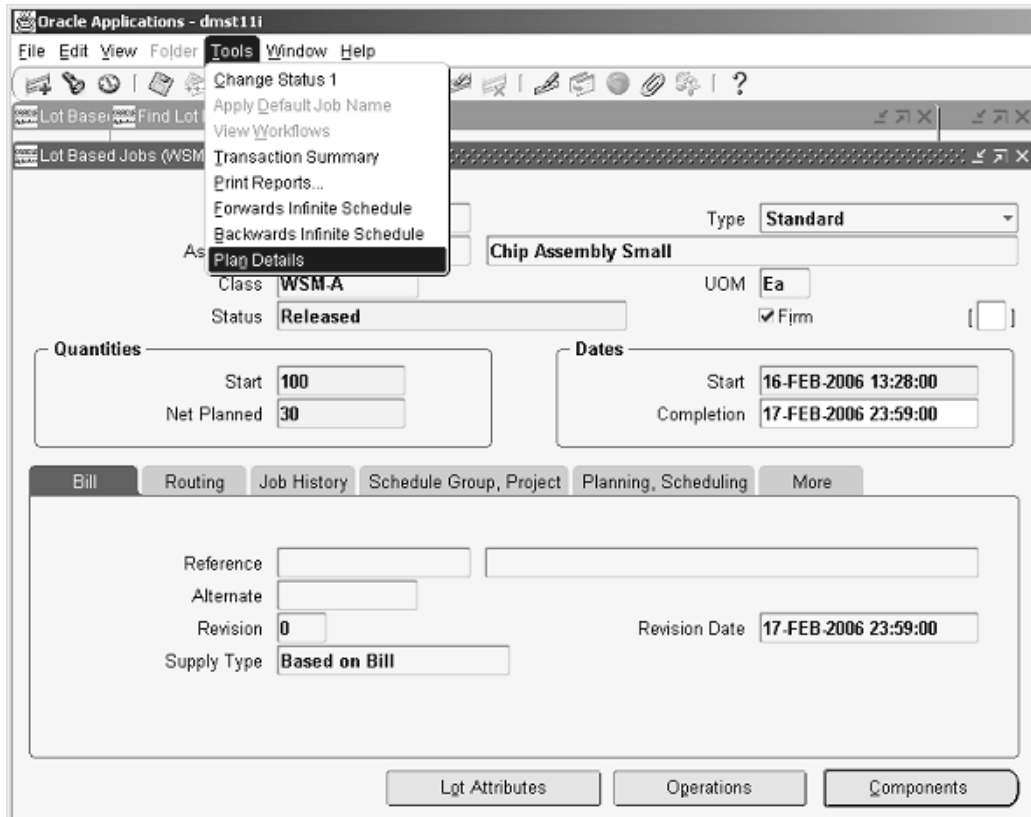 Oracle Applications - dmst11i
File Edit View Folder Tools Window Help
Change Status 1
Apply Default Job Name
View Workflows
Transaction Summary
Print Reports...
Forwards Infinite Schedule
Backwards Infinite Schedule
Plan Details
?
Lot Base Find Lot
Lot Based Jobs (WSM
Type Standard
As Chip Assembly Small
Class WSM-A UOM Ea
Status Released Firm [ ]
Quantities Dates
Start 100 Start 16-FEB-2006 13:28:00
Net Planned 30 Completion 17-FEB-2006 23:59:00
Bill Routing Job History Schedule Group, Project Planning, Scheduling More
Reference
Alternate
Revision 0 Revision Date 17-FEB-2006 23:59:00
Supply Type Based on Bill
Lot Attributes Operations Components